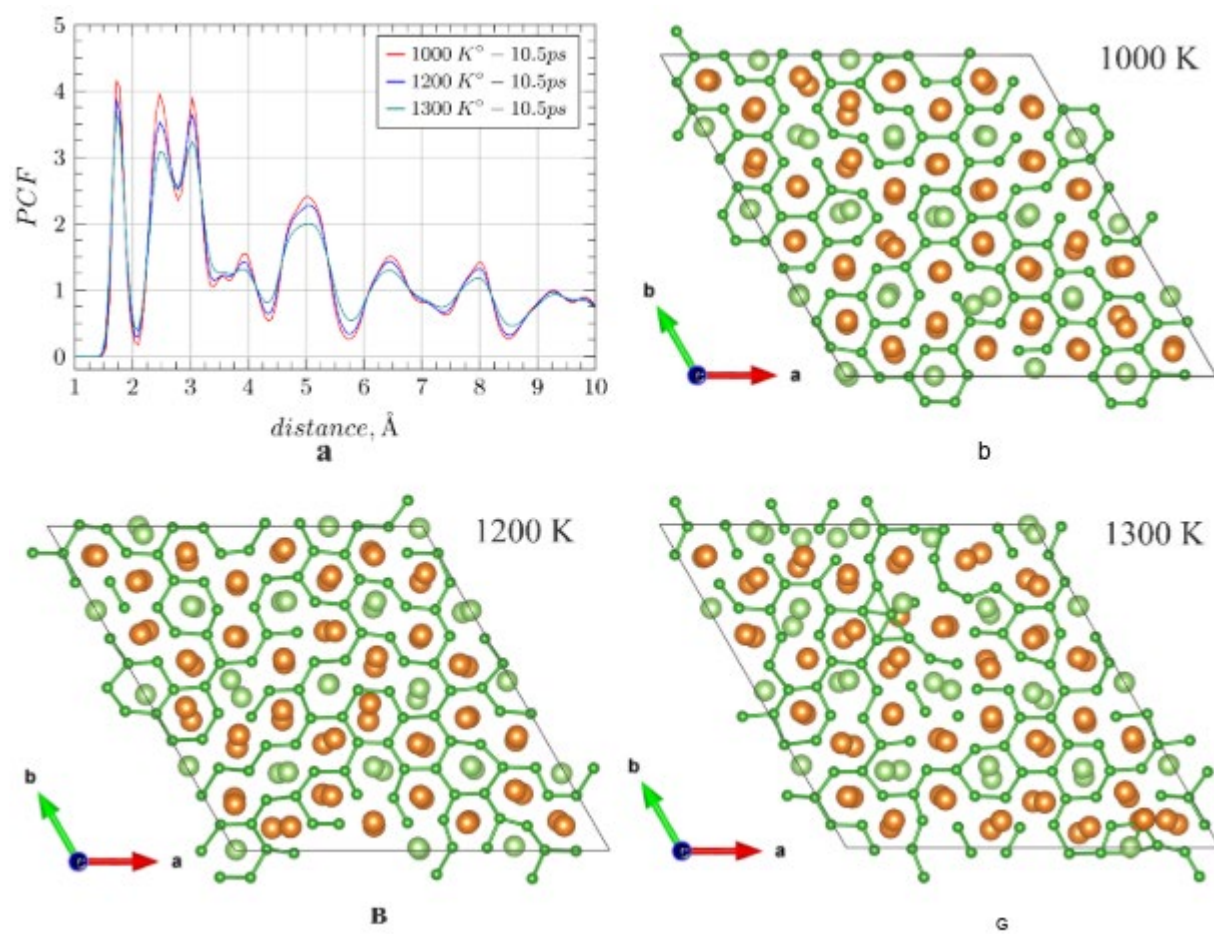 5
4
3
2
1
0
PCF
1000 K° − 10.5ps
1200 K° − 10.5ps
1300 K° − 10.5ps
1 2 3 4 5 6 7 8 9 10
distance, Å
a
1000 K
b
a
b
1200 K
b
a
B
1300 K
b
a
G